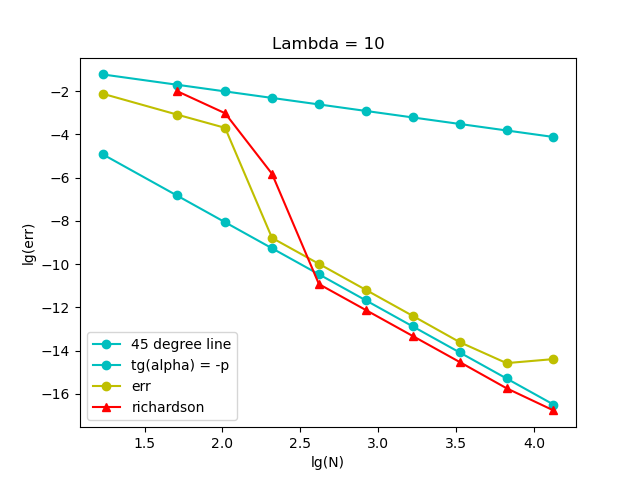 Lambda = 10
lg(err)
−2
−4
−6
−8
−10
−12
−14
−16
45 degree line
tg(alpha) = -p
err
richardson
1.5
2.0
2.5
3.0
3.5
4.0
lg(N)